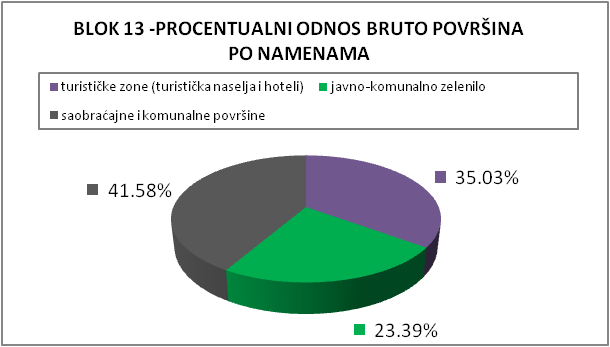 BLOK 13 -PROCENTUALNI ODNOS BRUTO POVRŠINA
PO NAMENAMA
turističke zone (turistička naselja i hoteli) javno-komunalno zelenilo
saobraćajne i komunalne površine
41.58%
35.03%
23.39%